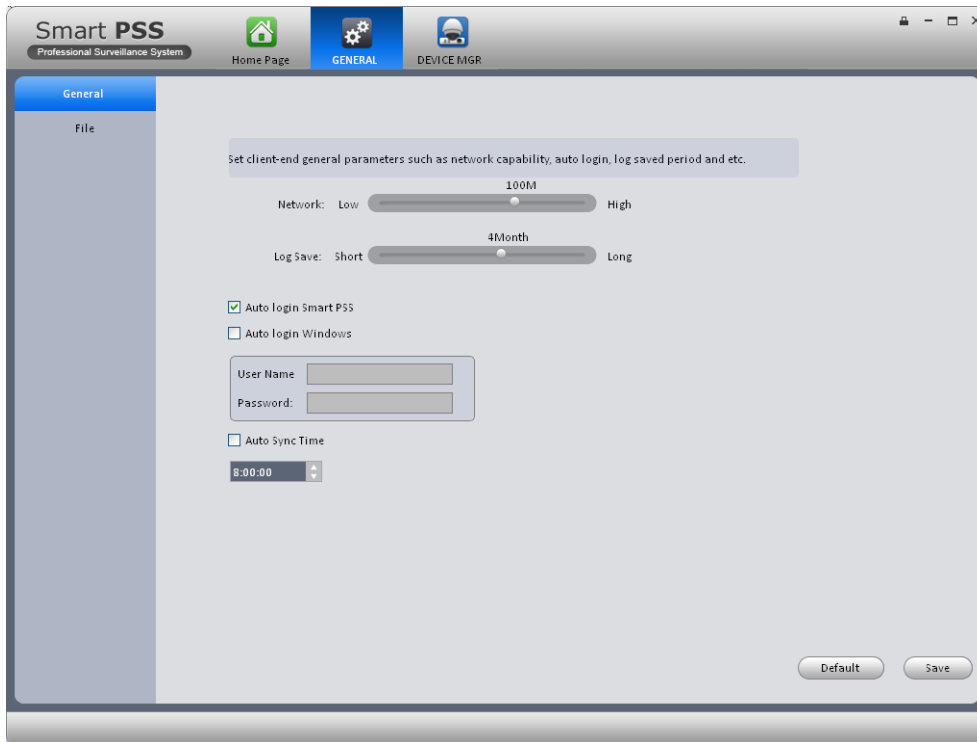 Smart PSS
Professional Surveillance System
Home Page
GENERAL
DEVICE MGR
General
File
Set client-end general parameters such as network capability, auto login, log saved period and etc.
100M
Network: Low High
4Month
Log Save: Short Long
Auto login Smart PSS
Auto login Windows
User Name
Password:
Auto Sync Time
8:00:00
Default Save